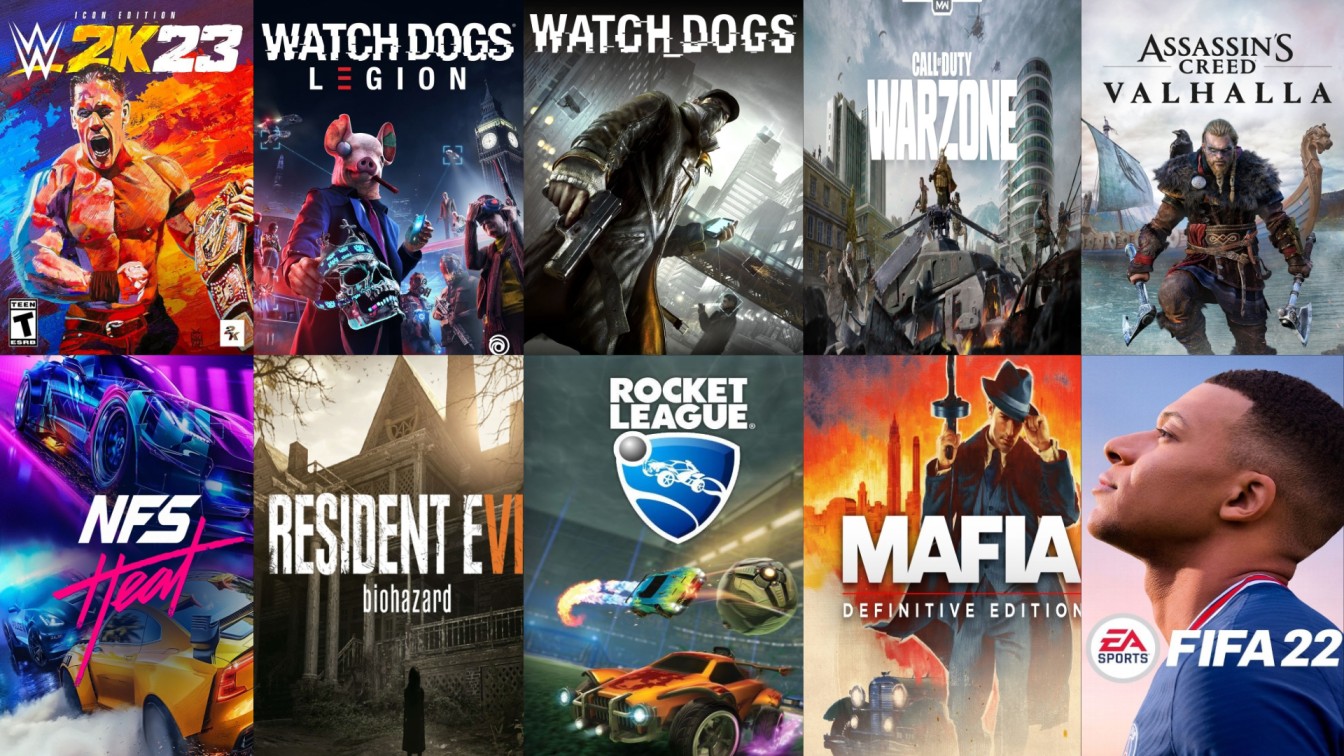 ICON EDITION
W 2K23
TEEN
T
ESRB
2K
WATCH DOGS
LEGION
WATCH_DOGS
MW
CALL OF DUTY
WARZONE
ASSASSIN'S
CREED
VALHALLA
NFS
Heat
RESIDENT EVI
biohazard
ROCKET
LEAGUE
MAFIA
DEFINITIVE EDITION
EA
SPORTS
FIFA 22